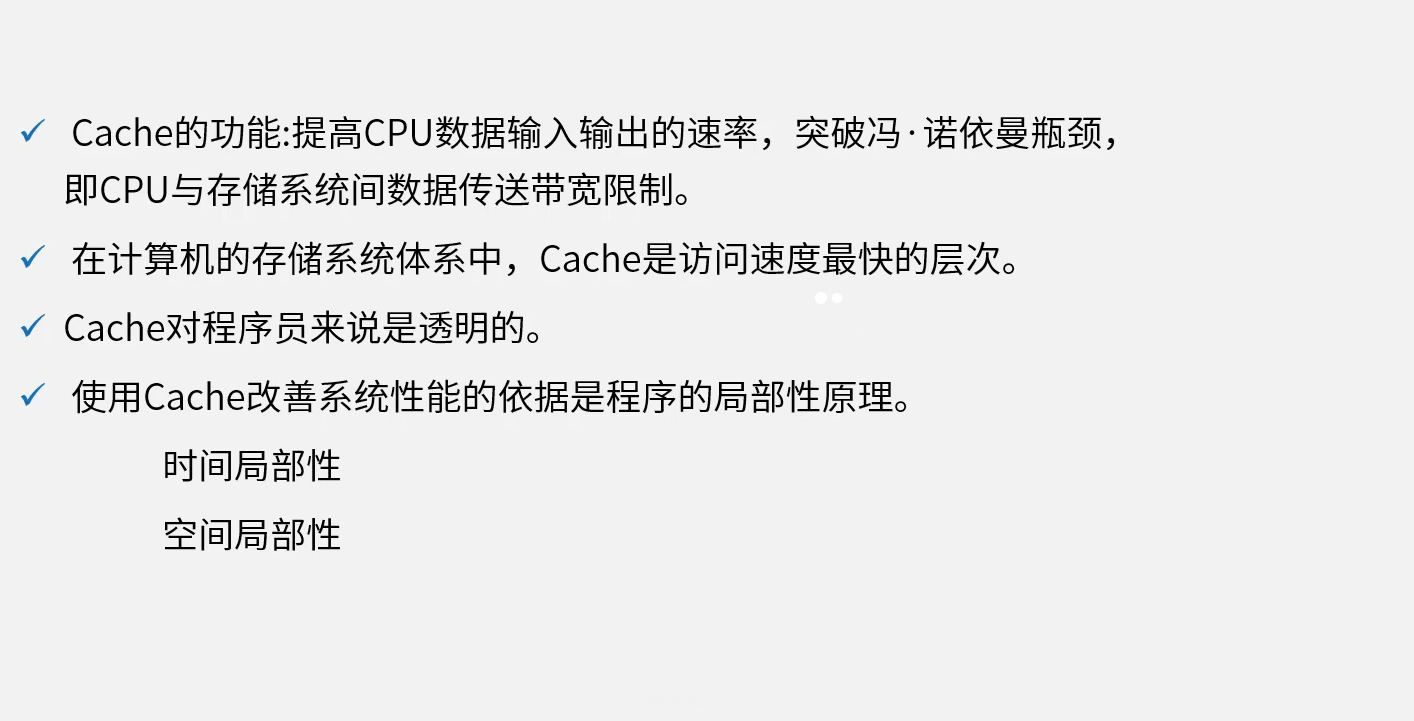 ✓ Cache的功能:提高CPU数据输入输出的速率，突破冯·诺依曼瓶颈，
即CPU与存储系统间数据传送带宽限制。
✓ 在计算机的存储系统体系中，Cache是访问速度最快的层次。
✓ Cache对程序员来说是透明的。
✓ 使用Cache改善系统性能的依据是程序的局部性原理。
时间局部性
空间局部性